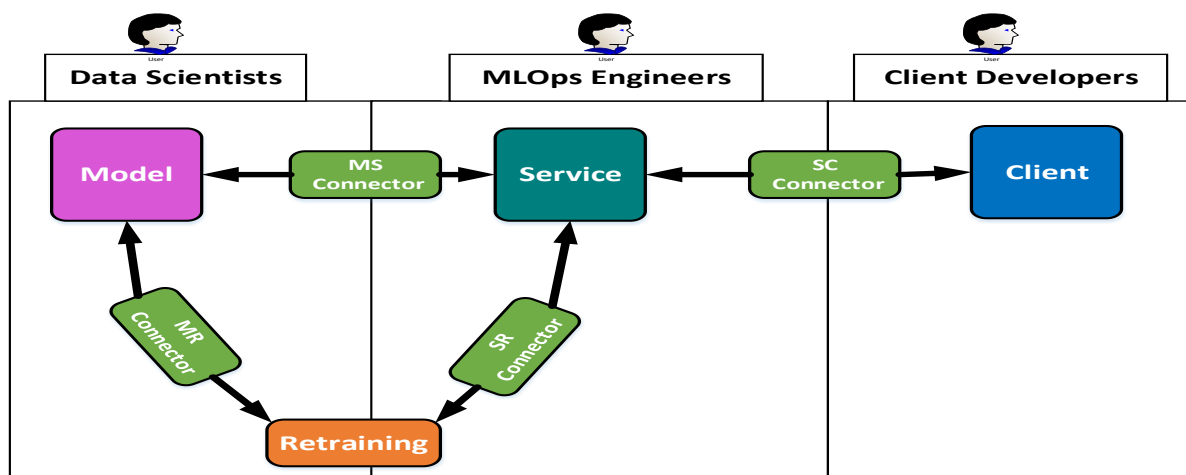 User
User
User
Data Scientists
MLOps Engineers
Client Developers
Model
MS
Connector
Service
SC
Connector
Client
MR
Connector
SR
Connector
Retraining